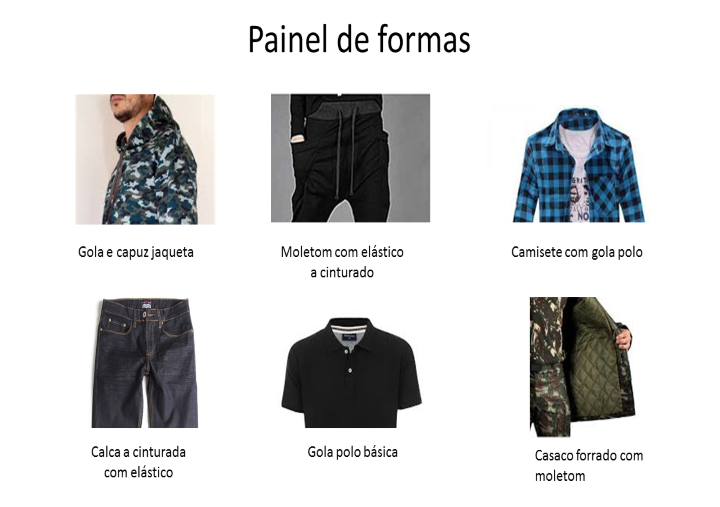 Painel de formas
Gola e capuz jaqueta
Moletom com elástico
a cinturado
Camisete com gola polo
Calca a cinturada
com elástico
Gola polo básica
Casaco forrado com
moletom